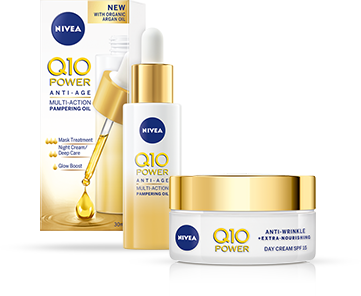 NEW
WITH ORGANIC
ARGAN OIL
NIVEA
Q10
POWER
ANTI-AGE
MULTI-ACTION
PAMPERING OIL
Mask Treatment
Night Cream/
Deep Care
Glow Boost
30ml
NIVEA
Q10
POWER
ANTI-AGE
MULTI-ACTION
PAMPERING OIL
NIVEA
Q10
POWER
ANTI-WRINKLE
+EXTRA-NOURISHING
DAY CREAM SPF 15